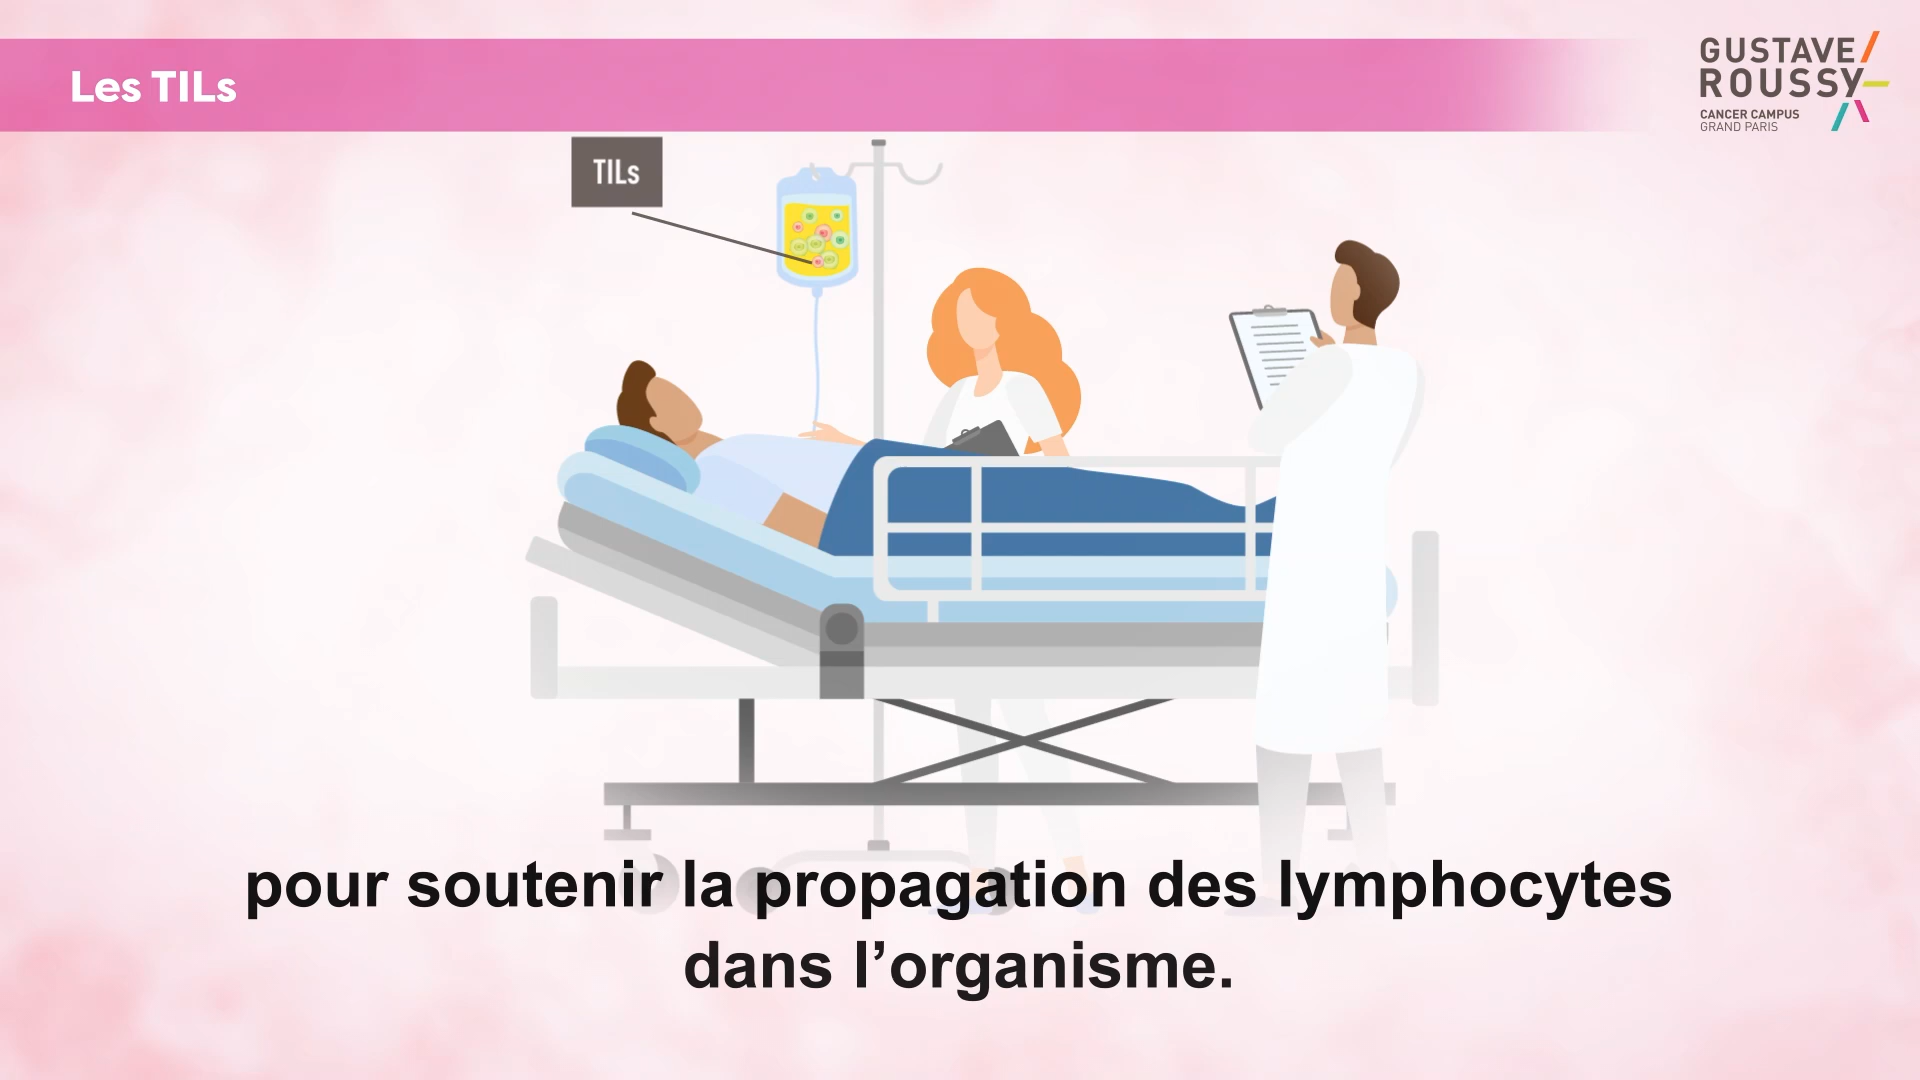 Les TILs
GUSTAVE
ROUSSY
CANCER CAMPUS
GRAND PARIS
TILs
pour soutenir la propagation des lymphocytes
dans l’organisme.